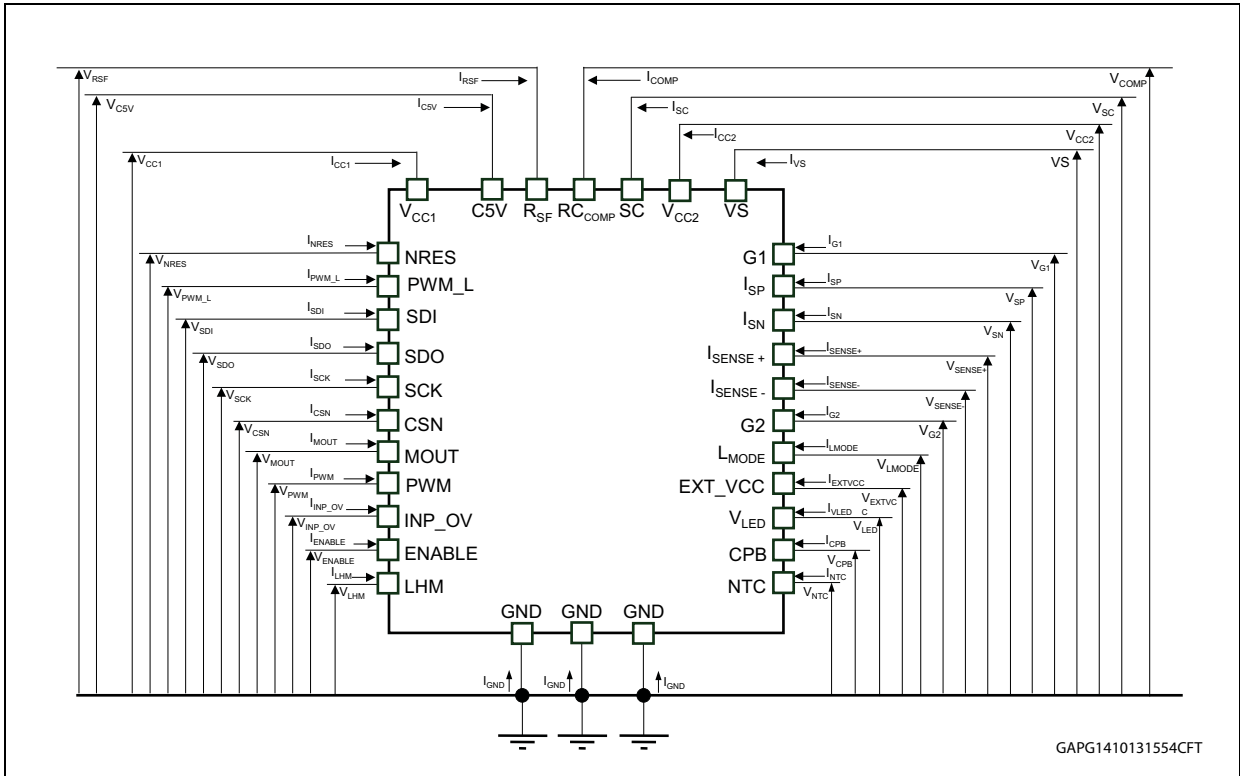 VRSF
IRSF
ICOMP
VCOMP
VC5V
IC5V
ISC
VSC
ICC2
VCC2
VCC1
ICC1
IVS
VS
VCC1 C5V RSF RCCOMP SC VCC2 VS
INRES
NRES
VNRES
IPWM_L
PWM_L
VPWM_L
ISDI
SDI
VSDI
ISDO
SDO
VSDO
ISCK
SCK
VSCK
ICSN
CSN
VCSN
IMOUT
MOUT
VMOUT
IPWM
PWM
VPWM
IINP_OV
INP_OV
VINP_OV
IENABLE
ENABLE
VENABLE
ILHM
LHM
VLHM
G1
IG1
VG1
ISP
ISP
VSP
ISN
ISN
VSN
ISENSE +
ISENSE+
VSENSE+
ISENSE -
ISENSE-
VSENSE-
G2
IG2
VG2
LMODE
ILMODE
VLMODE
EXT_VCC
IEXTVCC
VEXTVC
VLED
IVLED C
VLED
CPB
ICPB
VCPB
NTC
INTC
VNTC
GND GND GND
IGND IGND IGND
GAPG1410131554CFT